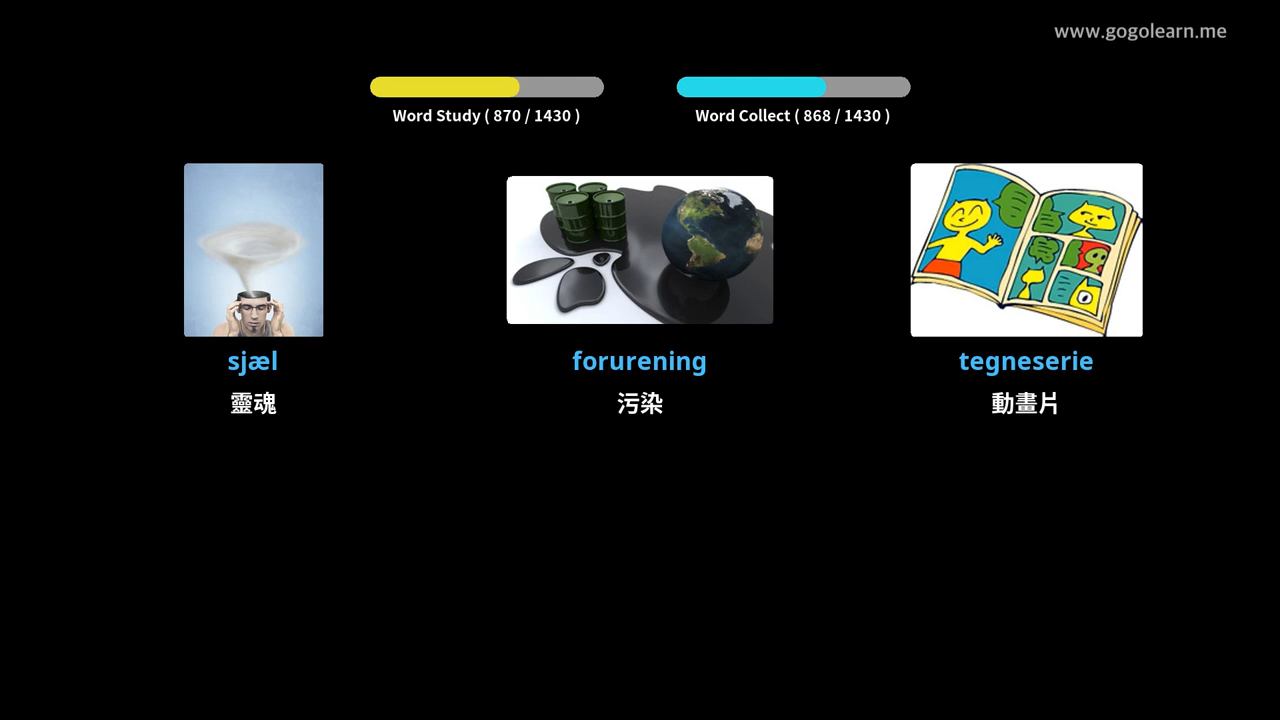 www.gogolearn.me
Word Study ( 870 / 1430 )
Word Collect ( 868 / 1430 )
sjæl
forurening
tegneserie
靈魂
污染
動畫片